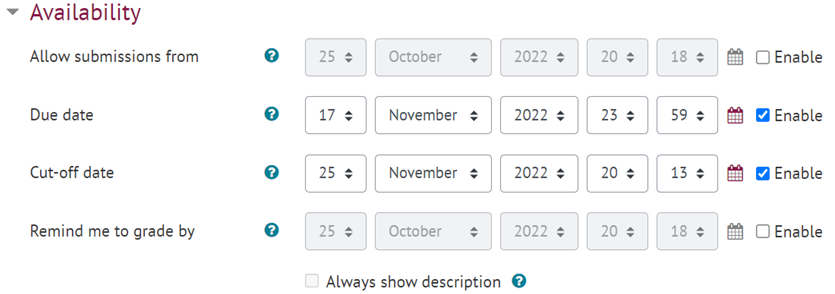 Availability
Allow submissions from ? 25 October 2022 20 18 Enable
Due date ? 17 November 2022 23 59 Enable
Cut-off date ? 25 November 2022 20 13 Enable
Remind me to grade by ? 25 October 2022 20 18 Enable
Always show description ?